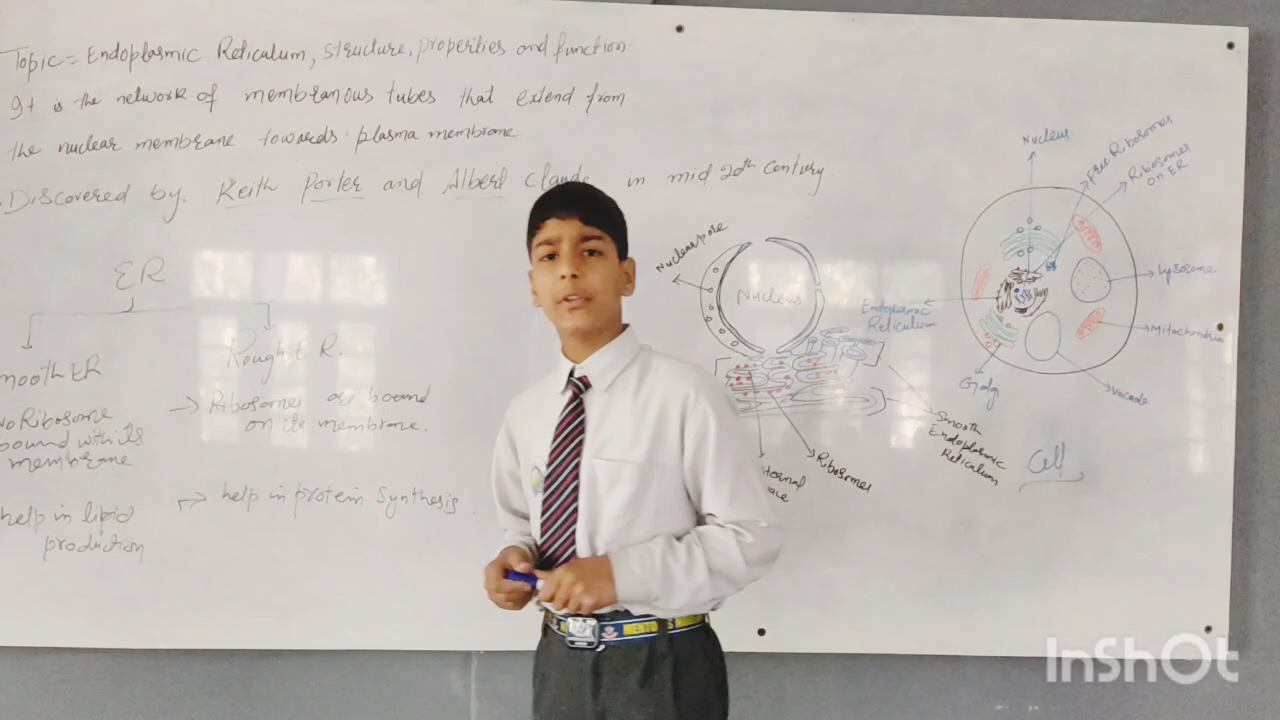 Topic = Endoplasmic Reticulum, structure, properties and function.
It is the network of membranous tubes that extend from
the nuclear membrane towards plasma membrane
Discovered by Keith Porter and Albert Claude in mid 20th Century
ER
smooth ER
No Ribosome
bound with its
membrane
help in lipid
production
Rough E R.
→ Ribosomes are bound
on its membrane.
→ help in protein synthesis.
Nuclear pore
Nucleus
Endoplasmic
Reticulum
Smooth
Endoplasmic
Reticulum
Ribosomes
Nucleus
Free Ribosomes
Ribosomes
on ER
Lysosome
Mitochondria
Vacuole
Golgi
Cell
MENTO
InShOt